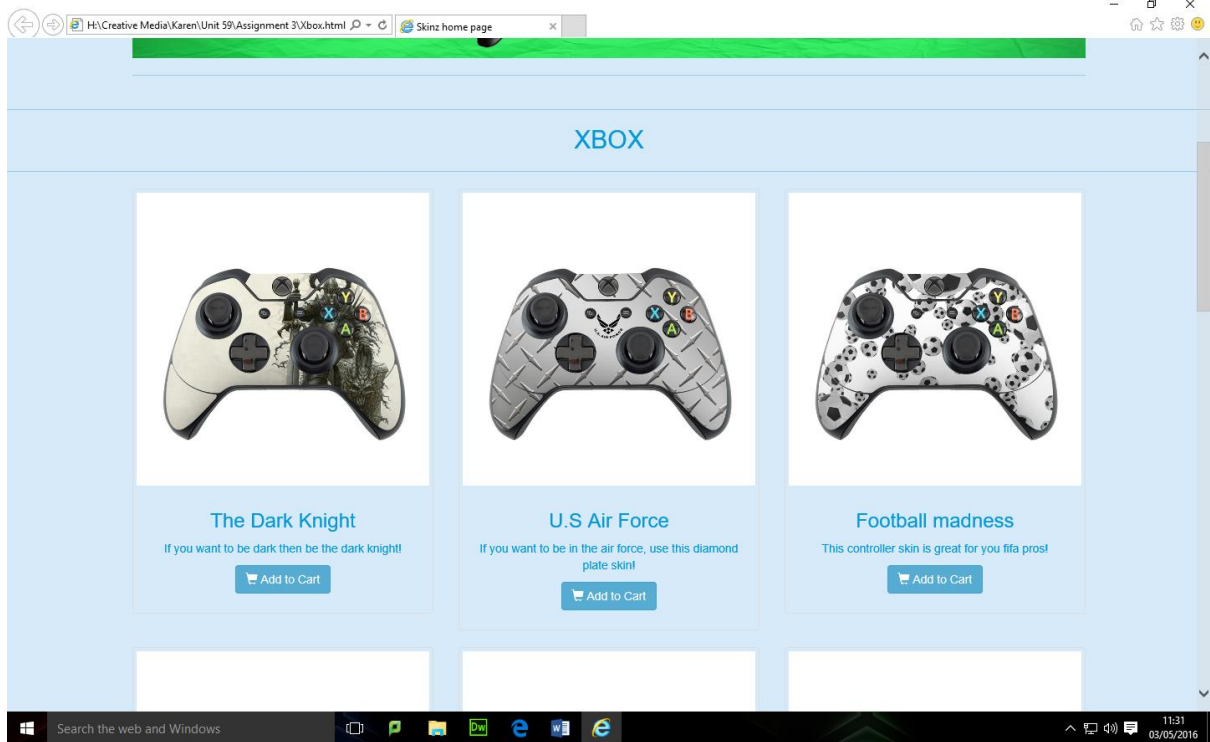 H:\Creative Media\Karen\Unit 59\Assignment 3\Xbox.html
Skinz home page
XBOX
Y
X B
A
Y
X B
A
U.S. AIR FORCE
Y
X B
A
The Dark Knight
If you want to be dark then be the dark knight!
Add to Cart
U.S Air Force
If you want to be in the air force, use this diamond
plate skin!
Add to Cart
Football madness
This controller skin is great for you fifa pros!
Add to Cart
Search the web and Windows
Dw
11:31
03/05/2016